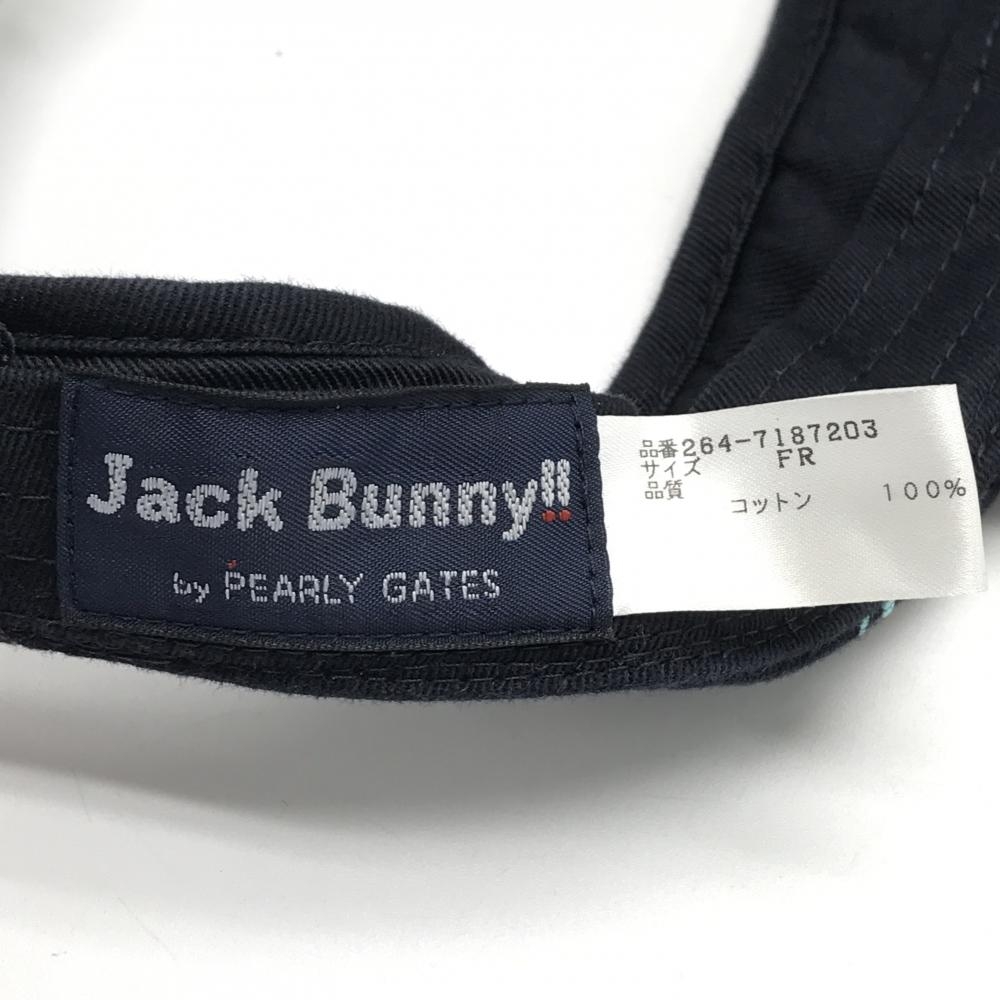 Jack Bunny!!
by PEARLY GATES
品番264-7187203
サイズ FR
品質 コットン 100%